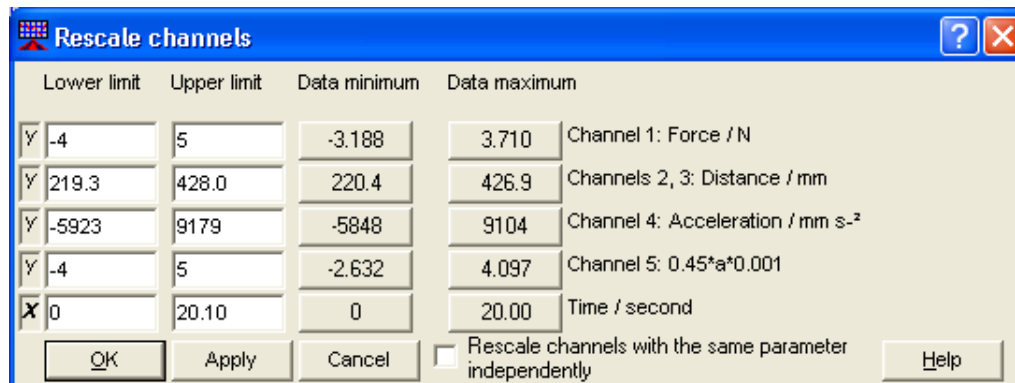 Rescale channels
Lower limit Upper limit Data minimum Data maximum
Y -4 5 -3.188 3.710 Channel 1: Force / N
Y 219.3 428.0 220.4 426.9 Channels 2, 3: Distance / mm
Y -5923 9179 -5848 9104 Channel 4: Acceleration / mm s-²
Y -4 5 -2.632 4.097 Channel 5: 0.45*a*0.001
X 0 20.10 0 20.00 Time / second
OK Apply Cancel Rescale channels with the same parameter
independently Help